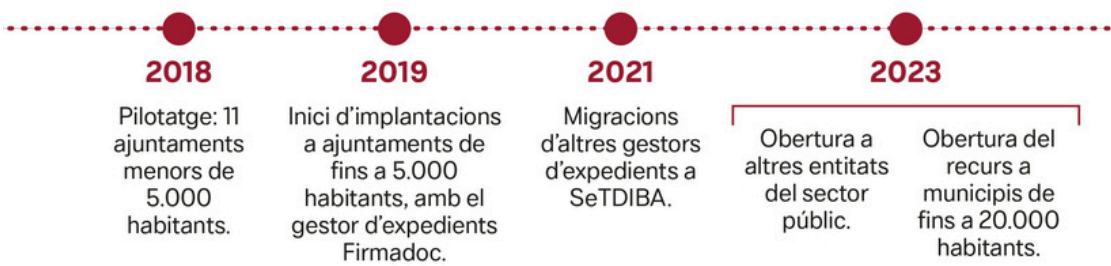 2018
Pilotatge: 11
ajuntaments
menors de
5.000
habitants.
2019
Inici d’implantacions
a ajuntaments de
fins a 5.000
habitants, amb el
gestor d’expedients
Firmadoc.
2021
Migracions
d’altres gestors
d’expedients a
SeTDIBA.
2023
Obertura a
altres entitats
del sector
públic.
Obertura del
recurs a
municipis de
fins a 20.000
habitants.